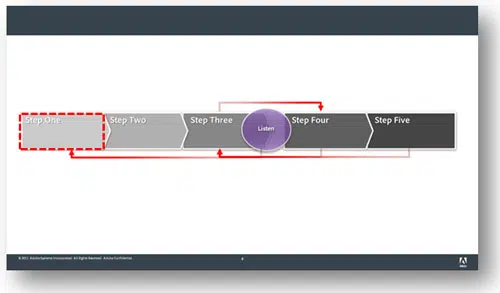 Step One
Step Two
Step Three
Listen
Step Four
Step Five
© 2011 Adobe Systems Incorporated. All Rights Reserved. Adobe Confidential.
4
Adobe